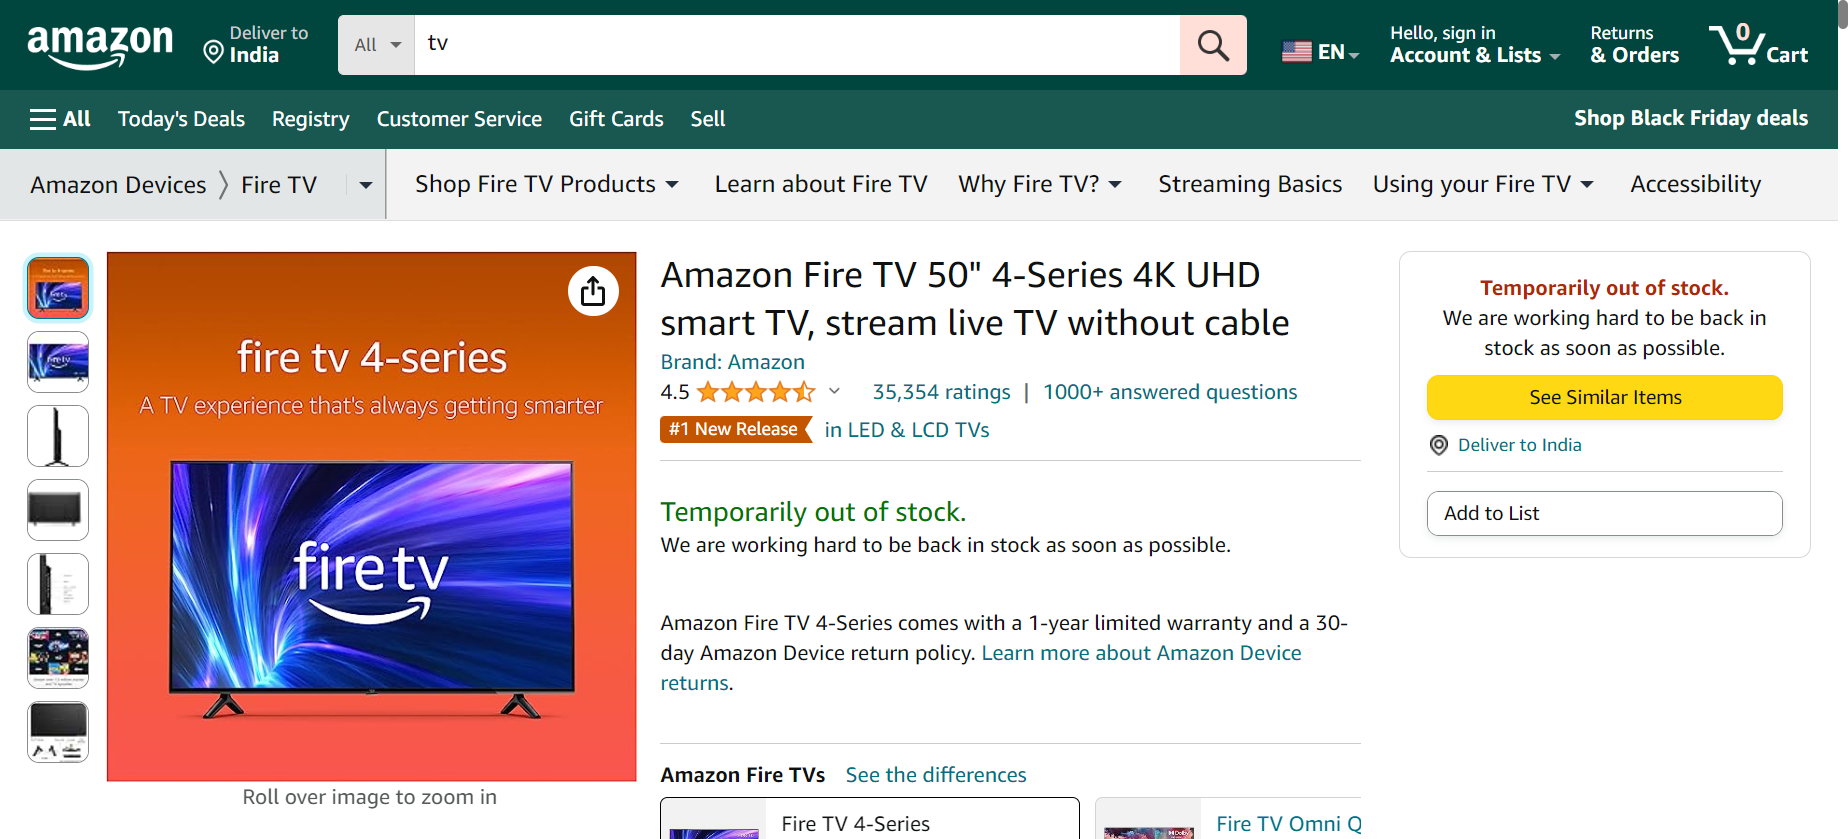 amazon
Deliver to
India
All
tv
EN
Hello, sign in
Account & Lists
Returns
& Orders
0
Cart
All
Today's Deals
Registry
Customer Service
Gift Cards
Sell
Shop Black Friday deals
Amazon Devices
Fire TV
Shop Fire TV Products
Learn about Fire TV
Why Fire TV?
Streaming Basics
Using your Fire TV
Accessibility
fire tv 4-series
A TV experience that's always getting smarter
fire tv
Roll over image to zoom in
Amazon Fire TV 50" 4-Series 4K UHD
smart TV, stream live TV without cable
Brand: Amazon
4.5
35,354 ratings | 1000+ answered questions
#1 New Release in LED & LCD TVs
Temporarily out of stock.
We are working hard to be back in stock as soon as possible.
Amazon Fire TV 4-Series comes with a 1-year limited warranty and a 30-
day Amazon Device return policy. Learn more about Amazon Device
returns.
Amazon Fire TVs See the differences
Fire TV 4-Series
Fire TV Omni Q
Temporarily out of stock.
We are working hard to be back in
stock as soon as possible.
See Similar Items
Deliver to India
Add to List